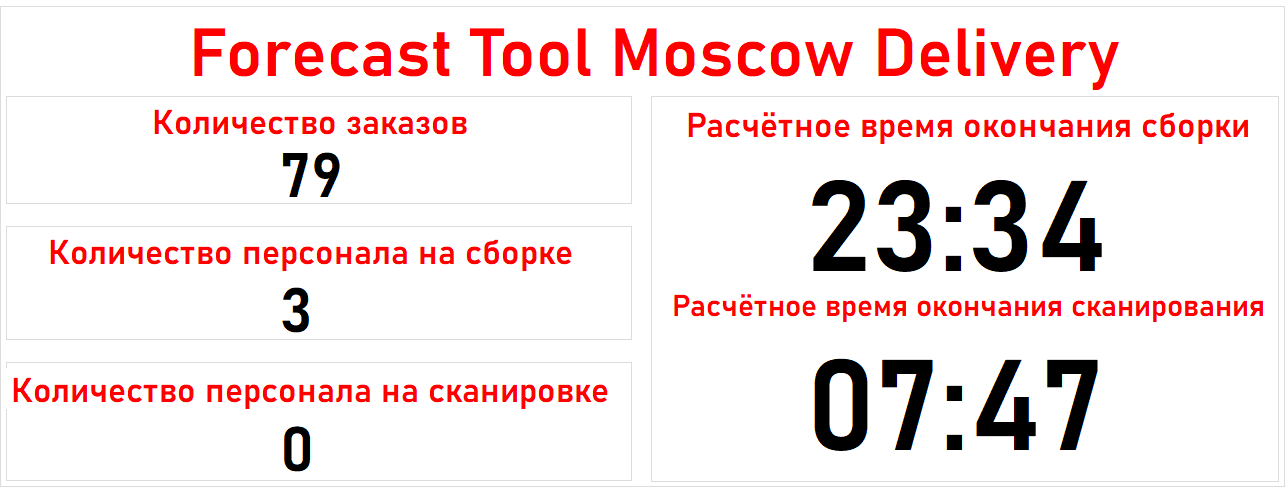 Forecast Tool Moscow Delivery
Количество заказов
79
Количество персонала на сборке
3
Количество персонала на сканировке
0
Расчётное время окончания сборки
23:34
Расчётное время окончания сканирования
07:47